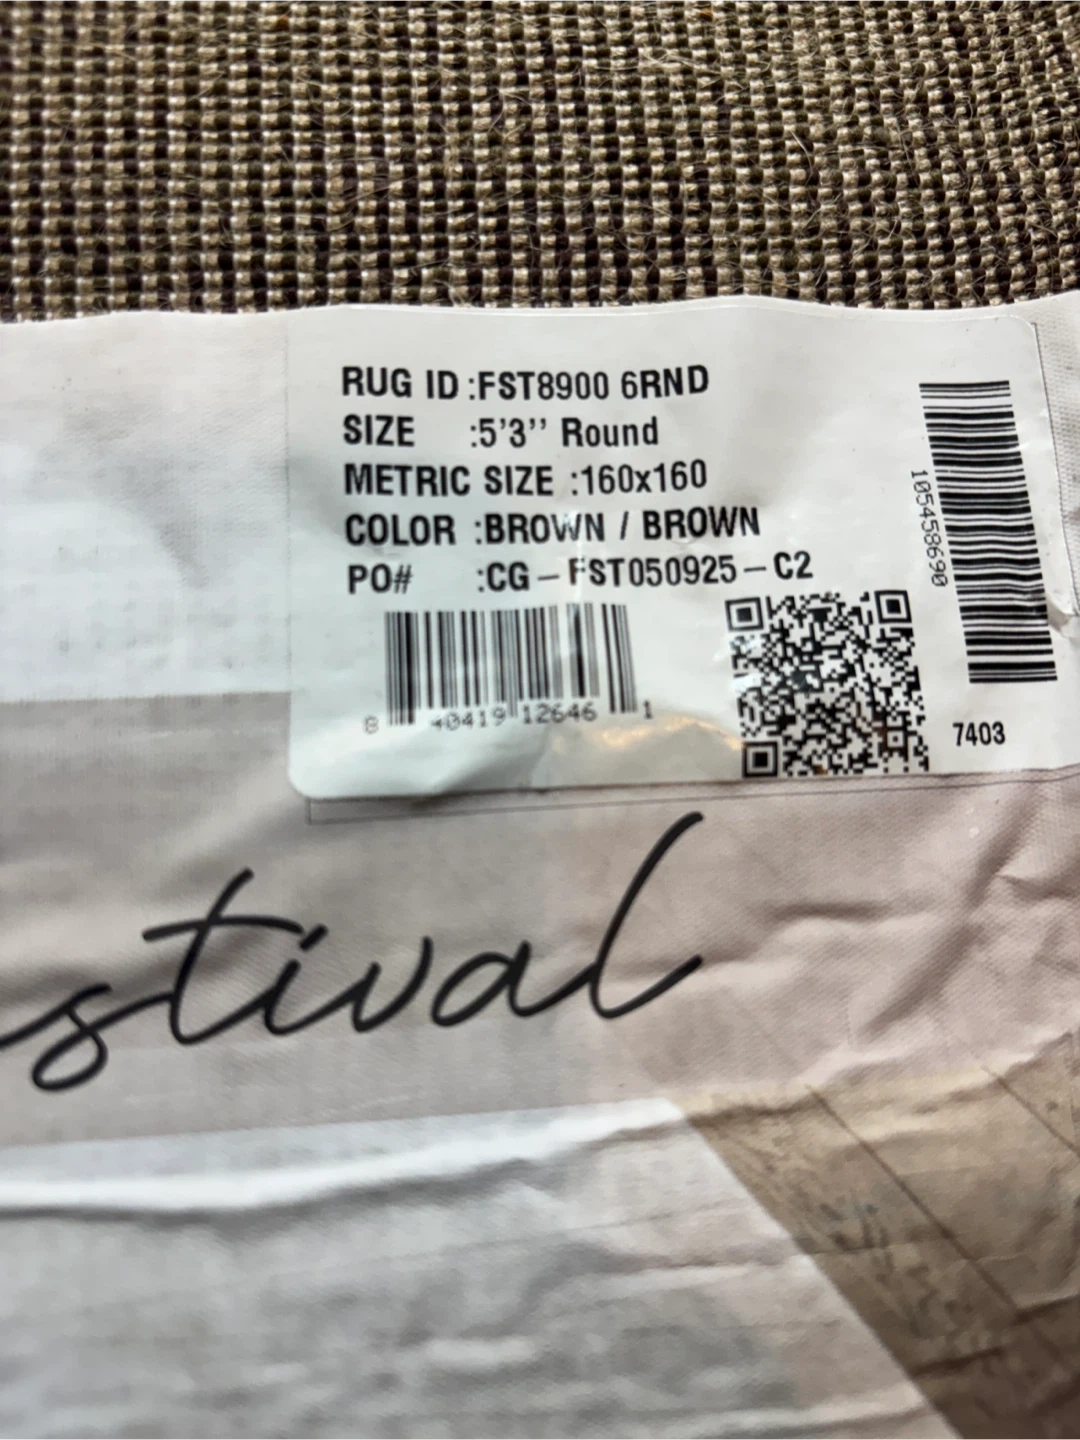 RUG ID :FST8900 6RND
SIZE :5'3'' Round
METRIC SIZE :160x160
COLOR :BROWN / BROWN
PO# :CG – FST050925 – C2
8 40419 12646 1
105458690
7403
stival